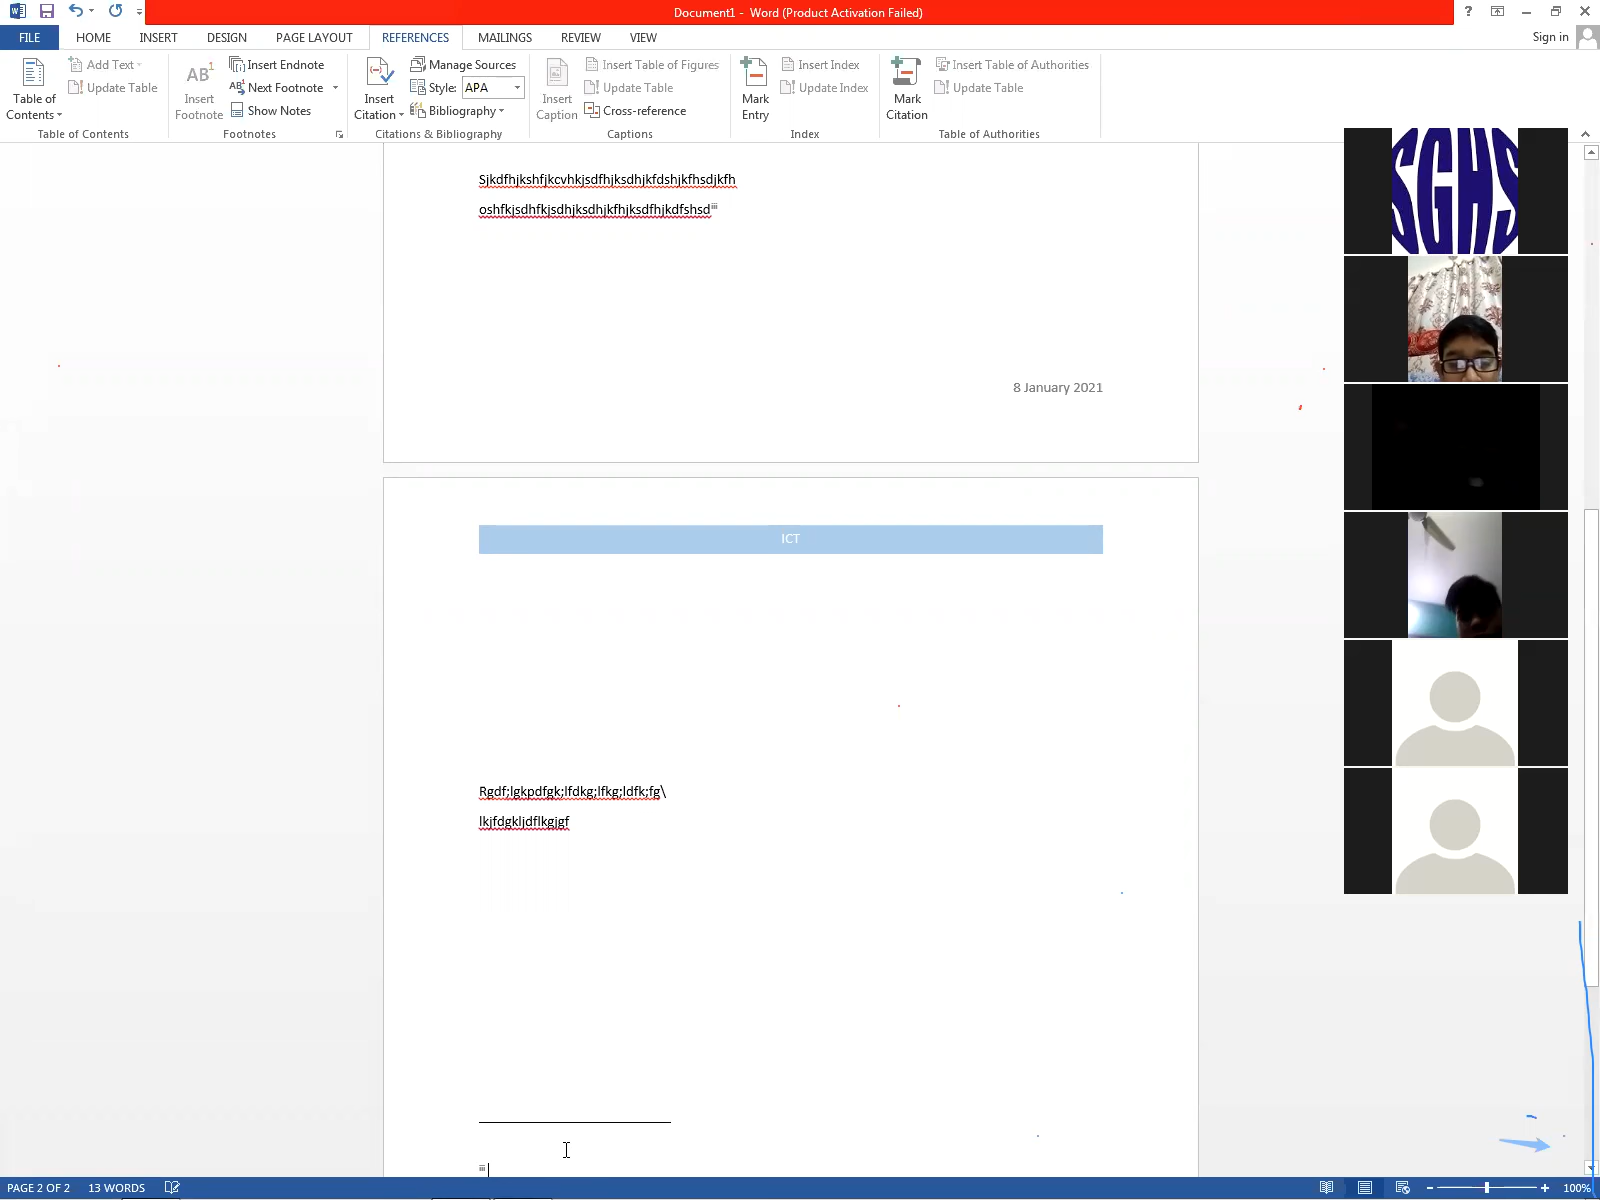 Document1 - Word (Product Activation Failed)
?
FILE HOME INSERT DESIGN PAGE LAYOUT REFERENCES MAILINGS REVIEW VIEW
Sign in
Table of Contents
Add Text
Update Table
Table of Contents
AB1
Insert Footnote
Insert Endnote
Next Footnote
Show Notes
Footnotes
Insert Citation
Manage Sources
Style: APA
Bibliography
Citations & Bibliography
Insert Caption
Insert Table of Figures
Update Table
Cross-reference
Captions
Mark Entry
Insert Index
Update Index
Index
Mark Citation
Insert Table of Authorities
Update Table
Table of Authorities
SGHS
Sjkdfhjkshfjkcvhkjsdfhjksdhjkfdshjkfhsdjkfh
oshfkjsdhfkjsdhjksdhjkfhjksdfhjkdfshsdiii
8 January 2021
ICT
Rgdf;lgkpdfgk;lfdkg;lfkg;ldfk;fg\
lkjfdgkljdflkgjgf
iii
PAGE 2 OF 2 13 WORDS
100%